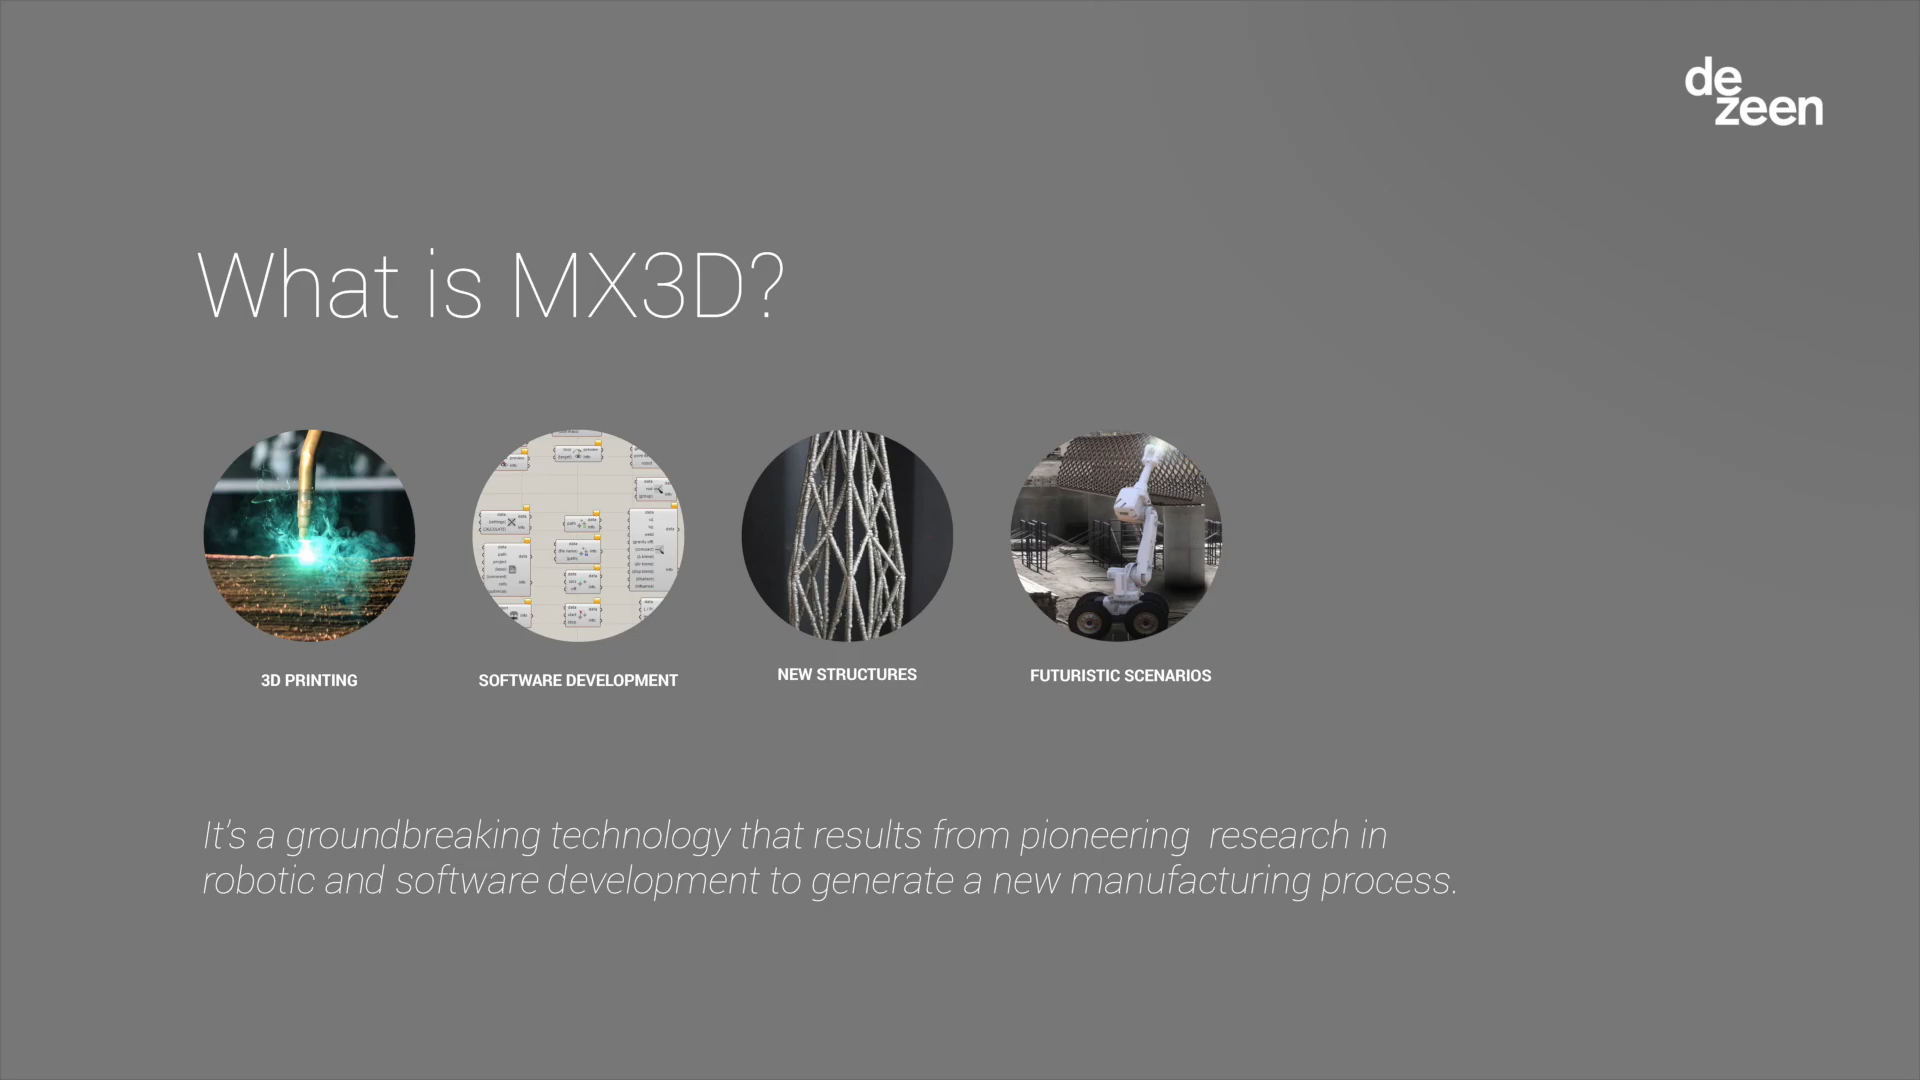 de
zeen
What is MX3D?
3D PRINTING
SOFTWARE DEVELOPMENT
NEW STRUCTURES
FUTURISTIC SCENARIOS
It's a groundbreaking technology that results from pioneering  research in
robotic and software development to generate a new manufacturing process.